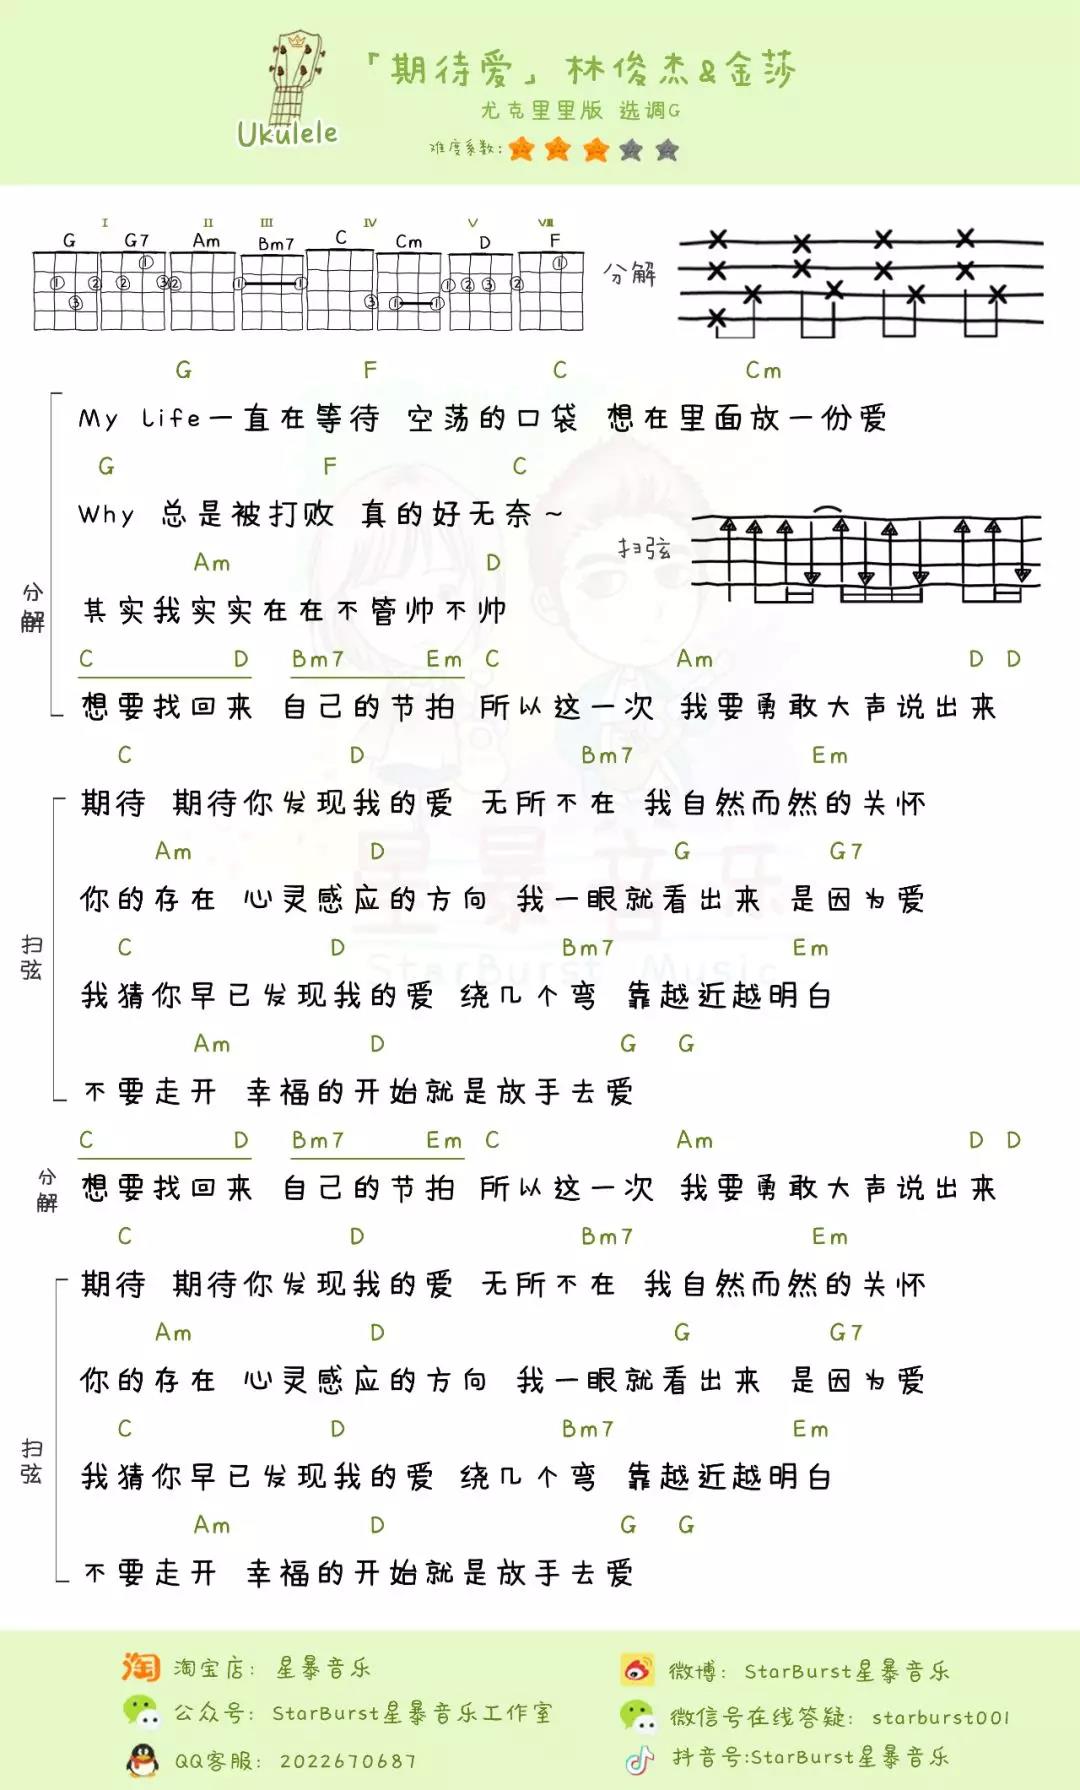 「期待爱」林俊杰&金莎
Ukulele
尤克里里版 选调G
难度系数:
I II III IV V VIII
G G7 Am Bm7 C Cm D F
分解
G F C Cm
My life一直在等待 空荡的口袋 想在里面放一份爱
G F C
Why 总是被打败 真的好无奈~
扫弦
Am D
分解
其实我实实在在不管帅不帅
C D Bm7 Em C Am D D
想要找回来 自己的节拍 所以这一次 我要勇敢大声说出来
C D Bm7 Em
期待 期待你发现我的爱 无所不在 我自然而然的关怀
Am D G G7
你的存在 心灵感应的方向 我一眼就看出来 是因为爱
扫弦
C D Bm7 Em
我猜你早已发现我的爱 绕几个弯 靠越近越明白
Am D G G
不要走开 幸福的开始就是放手去爱
C D Bm7 Em C Am D D
分解
想要找回来 自己的节拍 所以这一次 我要勇敢大声说出来
C D Bm7 Em
期待 期待你发现我的爱 无所不在 我自然而然的关怀
Am D G G7
你的存在 心灵感应的方向 我一眼就看出来 是因为爱
C D Bm7 Em
扫弦
我猜你早已发现我的爱 绕几个弯 靠越近越明白
Am D G G
不要走开 幸福的开始就是放手去爱
星暴音乐
StarBurst Music
淘 淘宝店: 星暴音乐
微博: StarBurst星暴音乐
公众号: StarBurst星暴音乐工作室
微信号在线答疑: starburst001
QQ客服: 2022670687
抖音号:StarBurst星暴音乐